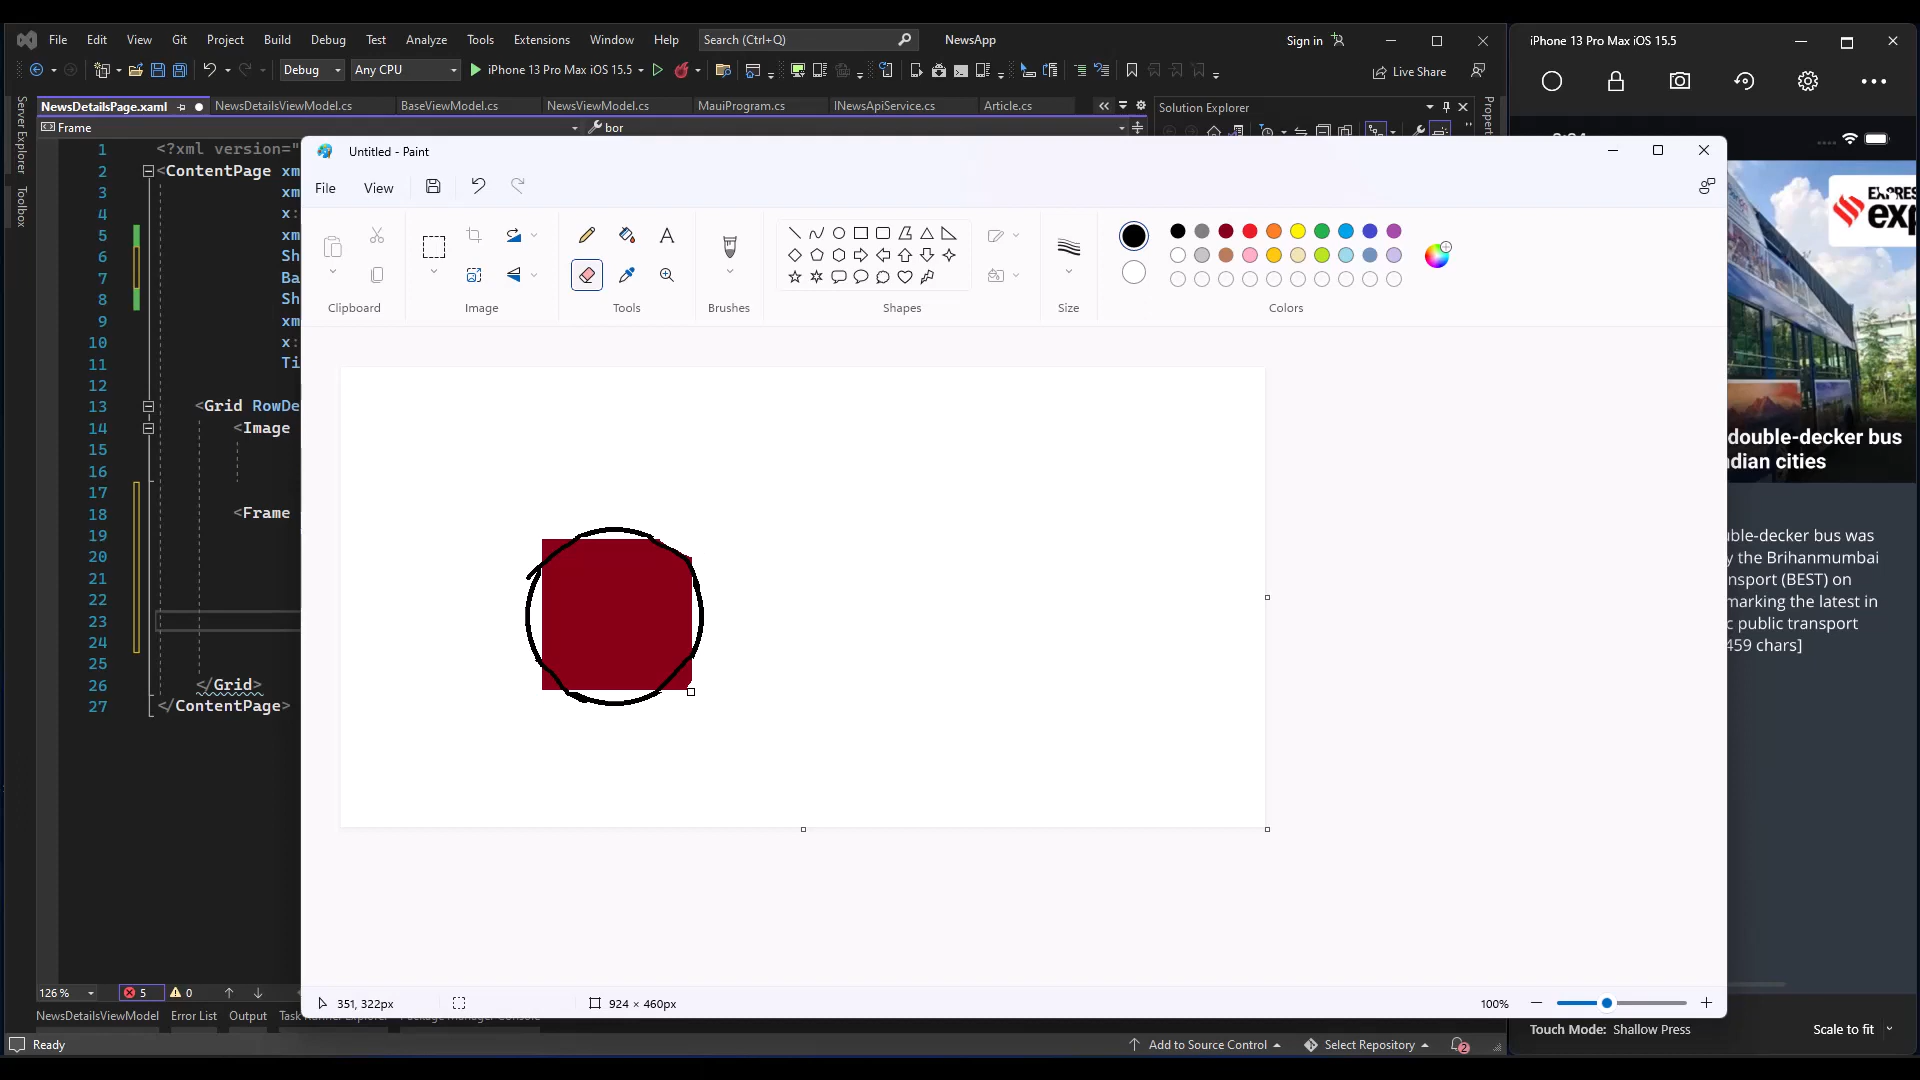 File Edit View Git Project Build Debug Test Analyze Tools Extensions Window Help Search (Ctrl+Q) NewsApp Sign in
iPhone 13 Pro Max iOS 15.5
Debug Any CPU iPhone 13 Pro Max iOS 15.5 Live Share
NewsDetailsPage.xaml NewsDetailsViewModel.cs BaseViewModel.cs NewsViewModel.cs MauiProgram.cs INewsApiService.cs Article.cs Solution Explorer
Server Explorer
Toolbox
Frame bor
1 <?xml version="
2 <ContentPage xm
3 xm
4 x:
5 xm
6 Sh
7 Ba
8 Sh
9 xm
10 x:
11 Ti
12
13 <Grid RowDe
14 <Image
15
16
17
18 <Frame
19
20
21
22
23
24
25
26 </Grid>
27 </ContentPage>
Untitled - Paint
File View
Clipboard Image Tools Brushes Shapes Size Colors
351, 322px 924 × 460px 100%
EXPRES
exp
double-decker bus
ndian cities
uble-decker bus was
y the Brihanmumbai
nsport (BEST) on
marking the latest in
c public transport
459 chars]
126 % 5 0
NewsDetailsViewModel Error List Output
Ready Add to Source Control Select Repository 2
Touch Mode: Shallow Press Scale to fit